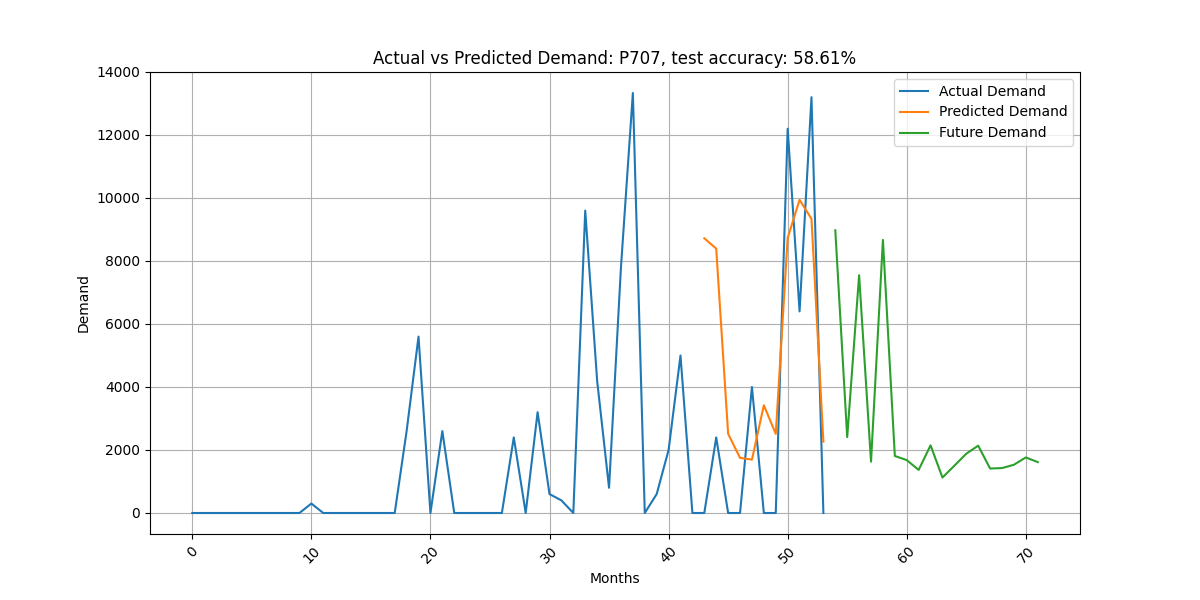 Actual vs Predicted Demand: P707, test accuracy: 58.61%
14000
12000
10000
8000
6000
4000
2000
0
Demand
Actual Demand
Predicted Demand
Future Demand
0
10
20
30
40
50
60
70
Months